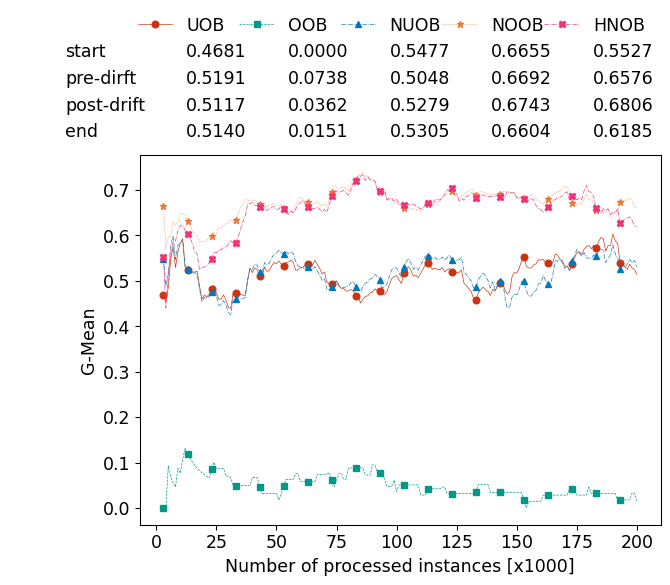 UOB OOB NUOB NOOB HNOB
start 0.4681 0.0000 0.5477 0.6655 0.5527
pre-dirft 0.5191 0.0738 0.5048 0.6692 0.6576
post-drift 0.5117 0.0362 0.5279 0.6743 0.6806
end 0.5140 0.0151 0.5305 0.6604 0.6185
0.7
0.6
0.5
0.4
0.3
0.2
0.1
0.0
G-Mean
0 25 50 75 100 125 150 175 200
Number of processed instances [x1000]